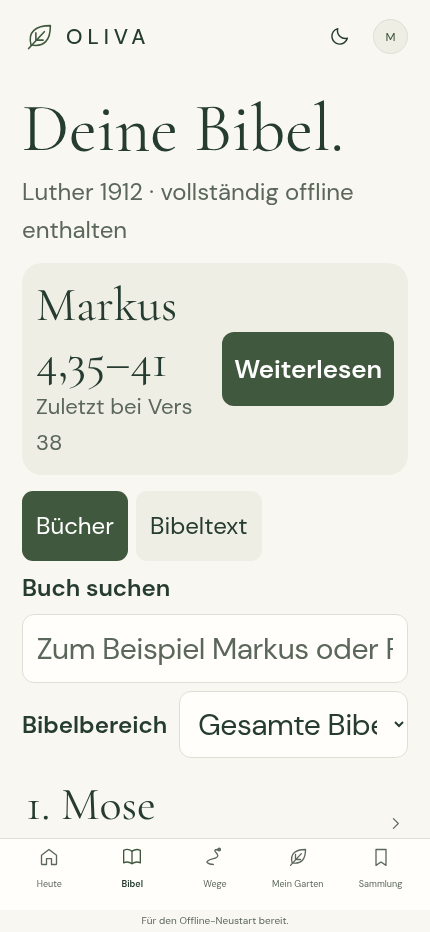 OLIVA
M
Deine Bibel.
Luther 1912 · vollständig offline
enthalten
Markus
4,35–41
Zuletzt bei Vers
38
Weiterlesen
Bücher
Bibeltext
Buch suchen
Zum Beispiel Markus oder
Bibelbereich
Gesamte
1. Mose
Heute
Bibel
Wege
Mein Garten
Sammlung
Für den Offline-Neustart bereit.